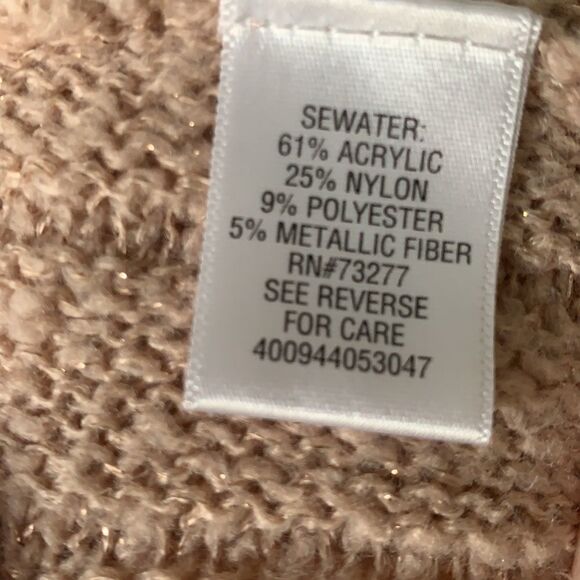 SEWATER:
61% ACRYLIC
25% NYLON
9% POLYESTER
5% METALLIC FIBER
RN#73277
SEE REVERSE
FOR CARE
400944053047